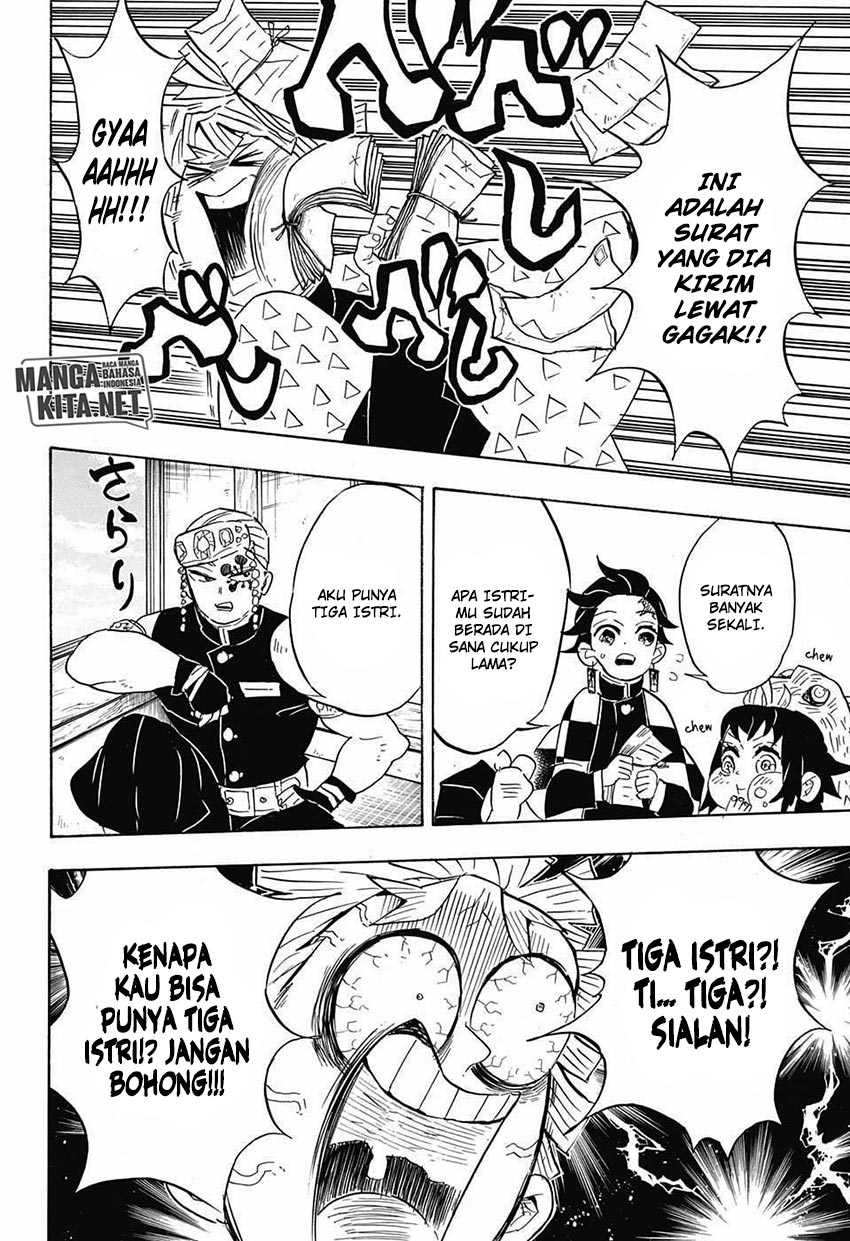 INI
ADALAH
SURAT
YANG DIA
KIRIM
LEWAT
GAGAK!!
GYAA
AAHHH
HH!!!
MANGA
KITA.NET
BACA MANGA
BAHASA
INDONESIA
SURATNYA
BANYAK
SEKALI.
chew
chew
APA ISTRI-
MU SUDAH
BERADA DI
SANA CUKUP
LAMA?
AKU PUNYA
TIGA ISTRI.
さらり
TIGA ISTRI?!
TI... TIGA?!
SIALAN!
KENAPA
KAU BISA
PUNYA TIGA
ISTRI!? JANGAN
BOHONG!!!